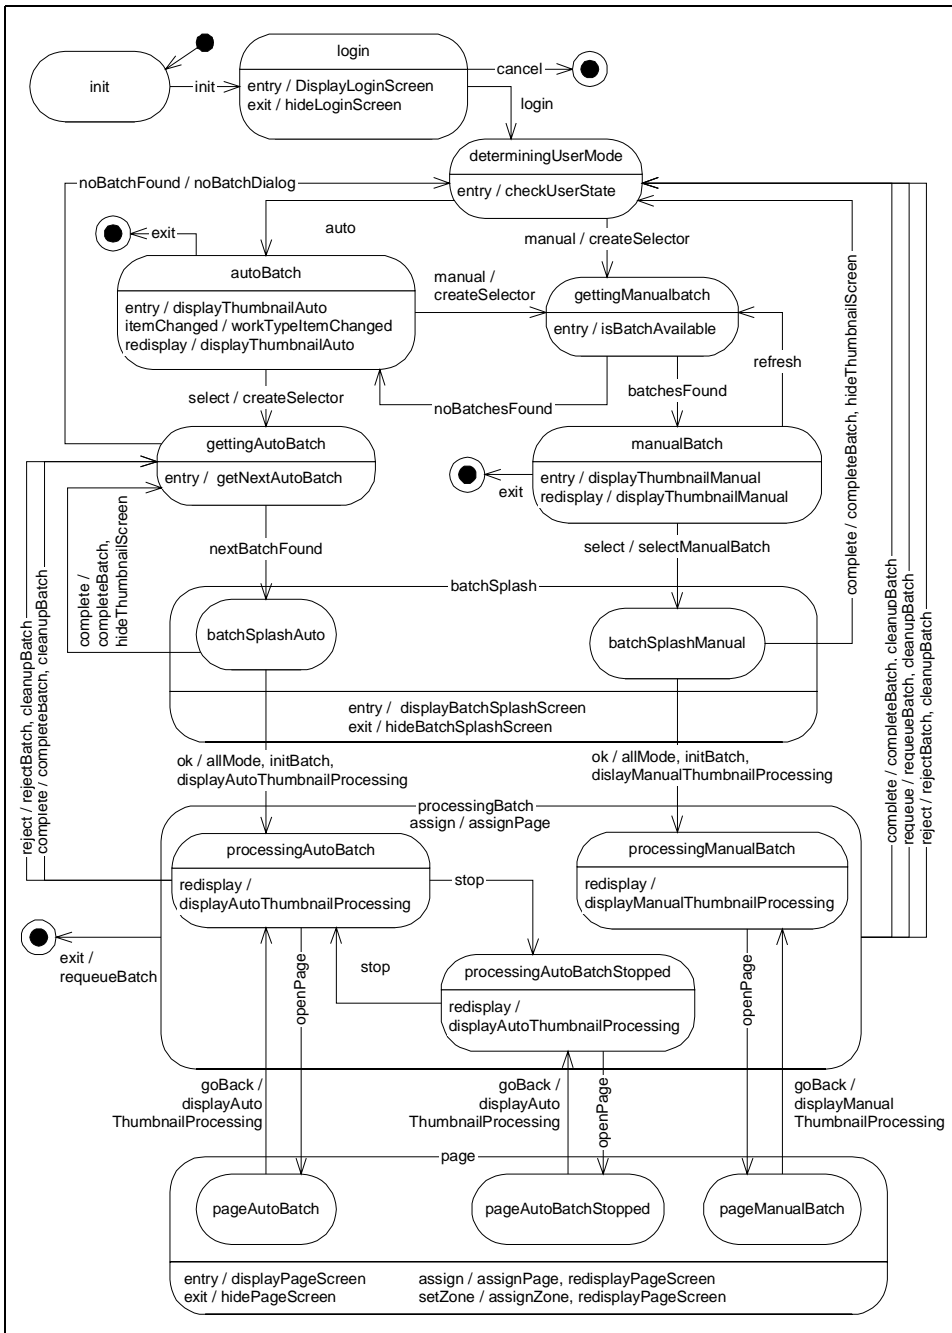 login
init
init
entry / DisplayLoginScreen
exit / hideLoginScreen
cancel
login
determiningUserMode
entry / checkUserState
noBatchFound / noBatchDialog
auto
exit
manual / createSelector
autoBatch
entry / displayThumbnailAuto
itemChanged / workTypeItemChanged
redisplay / displayThumbnailAuto
manual /
createSelector
gettingManualbatch
entry / isBatchAvailable
refresh
select / createSelector
noBatchesFound
batchesFound
gettingAutoBatch
entry / getNextAutoBatch
manualBatch
entry / displayThumbnailManual
redisplay / displayThumbnailManual
exit
nextBatchFound
select / selectManualBatch
complete /
completeBatch,
hideThumbnailScreen
complete / completeBatch, hideThumbnailScreen
batchSplash
batchSplashAuto
batchSplashManual
entry / displayBatchSplashScreen
exit / hideBatchSplashScreen
reject / rejectBatch, cleanupBatch
complete / completeBatch, cleanupBatch
complete / completeBatch, cleanupBatch
requeue / requeueBatch, cleanupBatch
reject / rejectBatch, cleanupBatch
ok / allMode, initBatch,
displayAutoThumbnailProcessing
ok / allMode, initBatch,
dislayManualThumbnailProcessing
processingBatch
assign / assignPage
processingAutoBatch
redisplay /
displayAutoThumbnailProcessing
processingManualBatch
redisplay /
displayManualThumbnailProcessing
stop
stop
exit /
requeueBatch
processingAutoBatchStopped
redisplay /
displayAutoThumbnailProcessing
openPage
openPage
openPage
goBack /
displayAuto
ThumbnailProcessing
goBack /
displayAuto
ThumbnailProcessing
goBack /
displayManual
ThumbnailProcessing
page
pageAutoBatch
pageAutoBatchStopped
pageManualBatch
entry / displayPageScreen
exit / hidePageScreen
assign / assignPage, redisplayPageScreen
setZone / assignZone, redisplayPageScreen